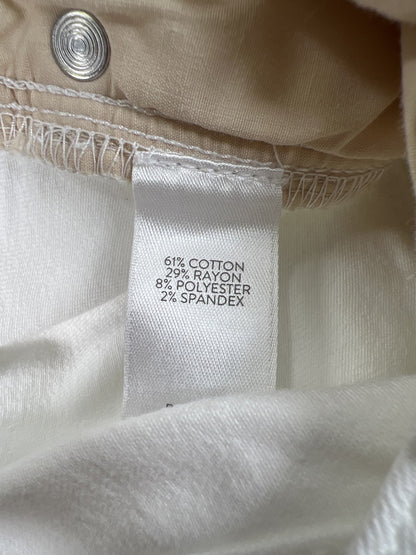 61% COTTON
29% RAYON
8% POLYESTER
2% SPANDEX